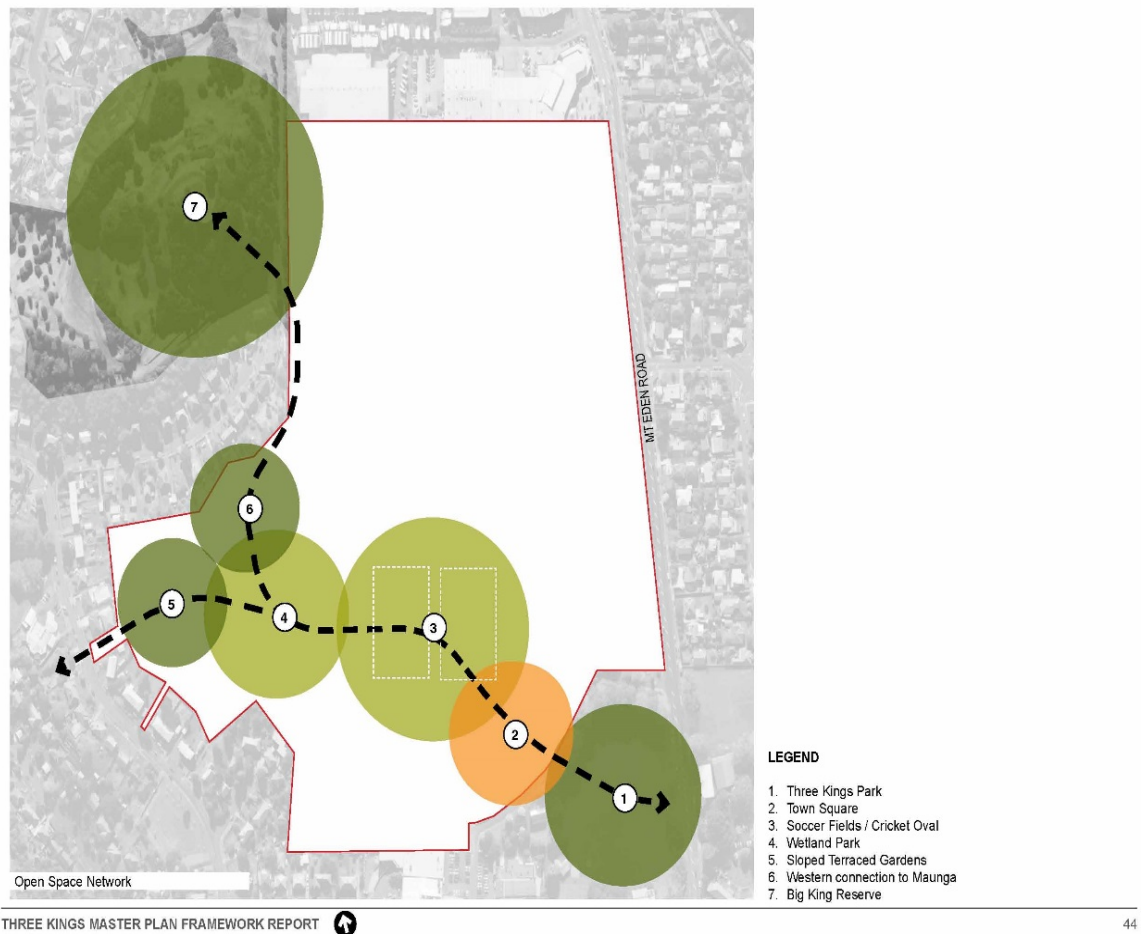 7
MT EDEN ROAD
6
5
4
3
2
1
LEGEND
1. Three Kings Park
2. Town Square
3. Soccer Fields / Cricket Oval
4. Wetland Park
5. Sloped Terraced Gardens
6. Western connection to Maunga
7. Big King Reserve
Open Space Network
THREE KINGS MASTER PLAN FRAMEWORK REPORT
44